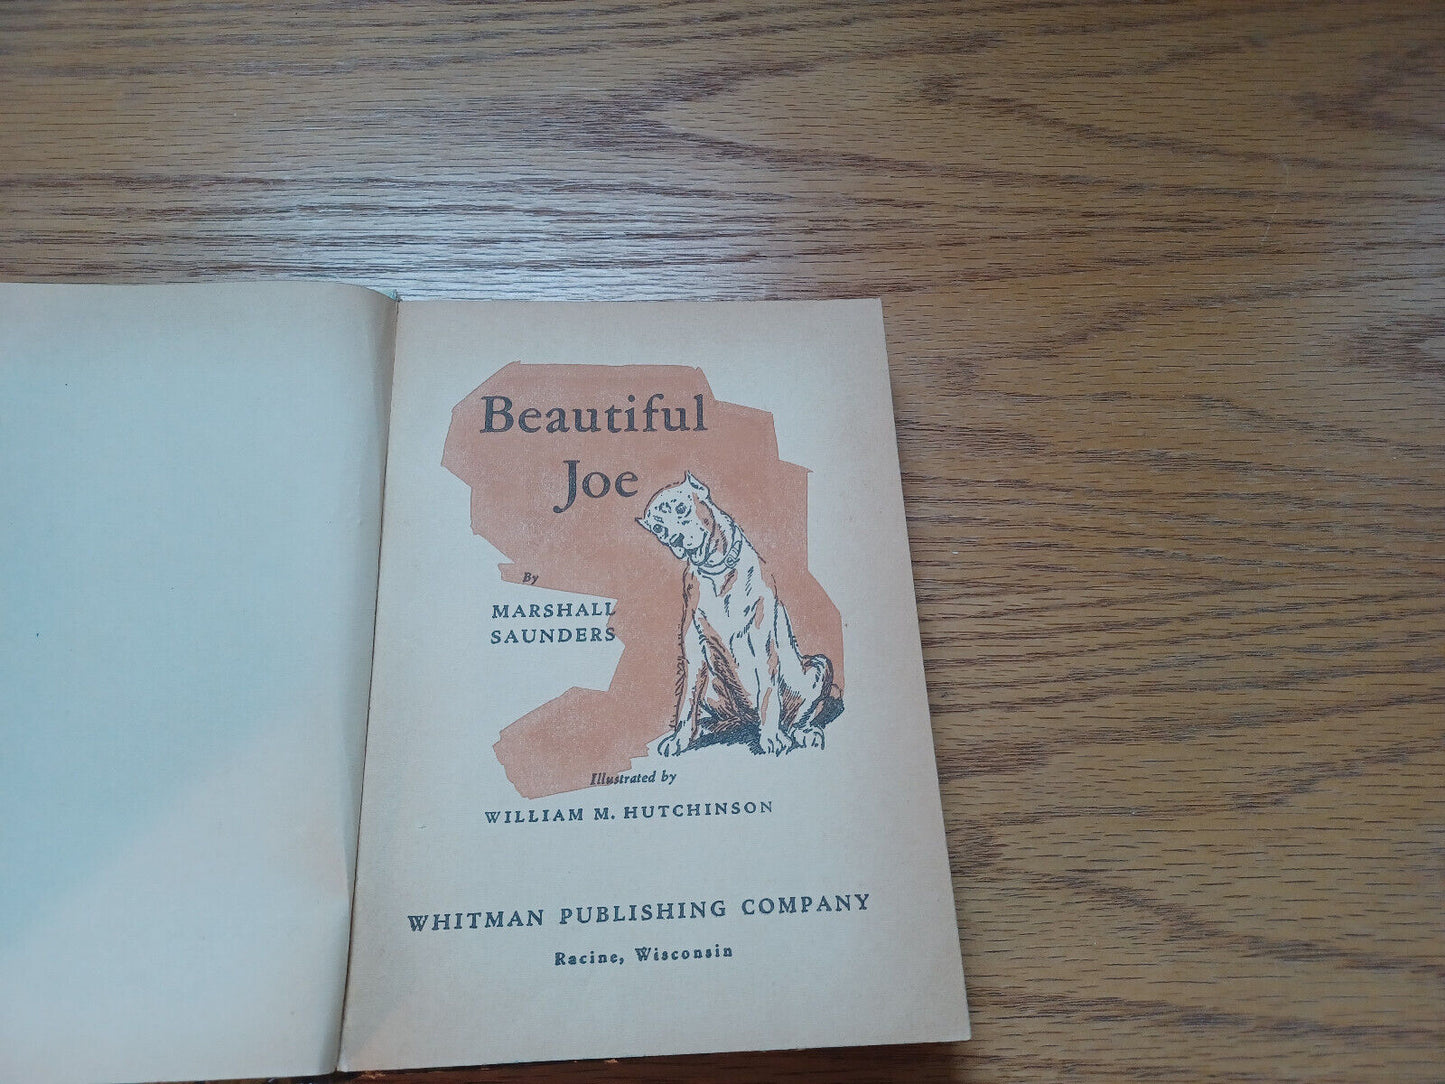 Beautiful
Joe
By
MARSHALL
SAUNDERS
Illustrated by
WILLIAM M. HUTCHINSON
WHITMAN PUBLISHING COMPANY
Racine, Wisconsin